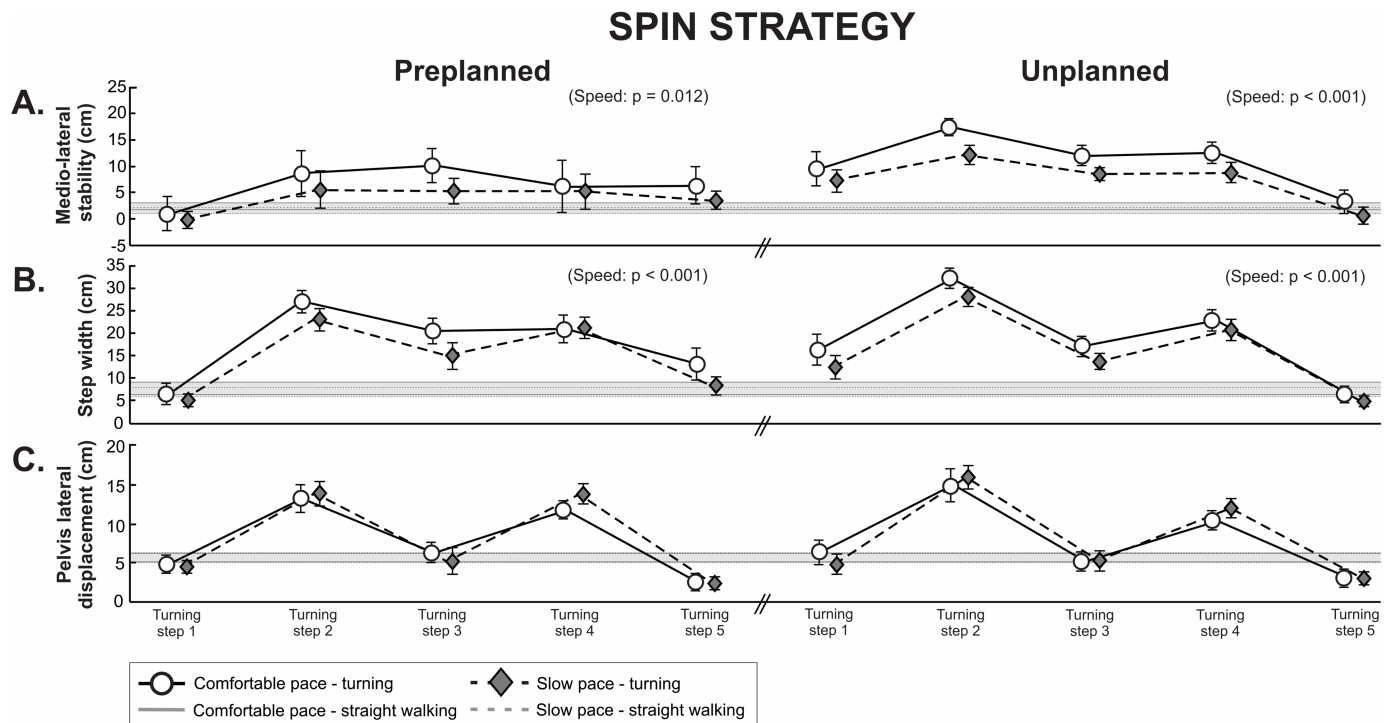 SPIN STRATEGY
Preplanned
Unplanned
A.
Medio-lateral
stability (cm)
25
20
15
10
5
0
-5
(Speed: p = 0.012)
(Speed: p < 0.001)
B.
Step width (cm)
35
30
25
20
15
10
5
0
(Speed: p < 0.001)
(Speed: p < 0.001)
C.
Pelvis lateral
displacement (cm)
20
15
10
5
0
Turning
step 1
Turning
step 2
Turning
step 3
Turning
step 4
Turning
step 5
Turning
step 1
Turning
step 2
Turning
step 3
Turning
step 4
Turning
step 5
Comfortable pace - turning
Slow pace - turning
Comfortable pace - straight walking
Slow pace - straight walking